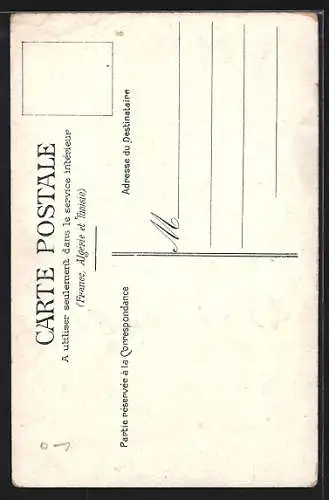 CARTE POSTALE
A utiliser seulement dans le service intérieur
(France, Algérie et Tunisie)
Partie réservée à la Correspondance
Adresse du Destinataire
M